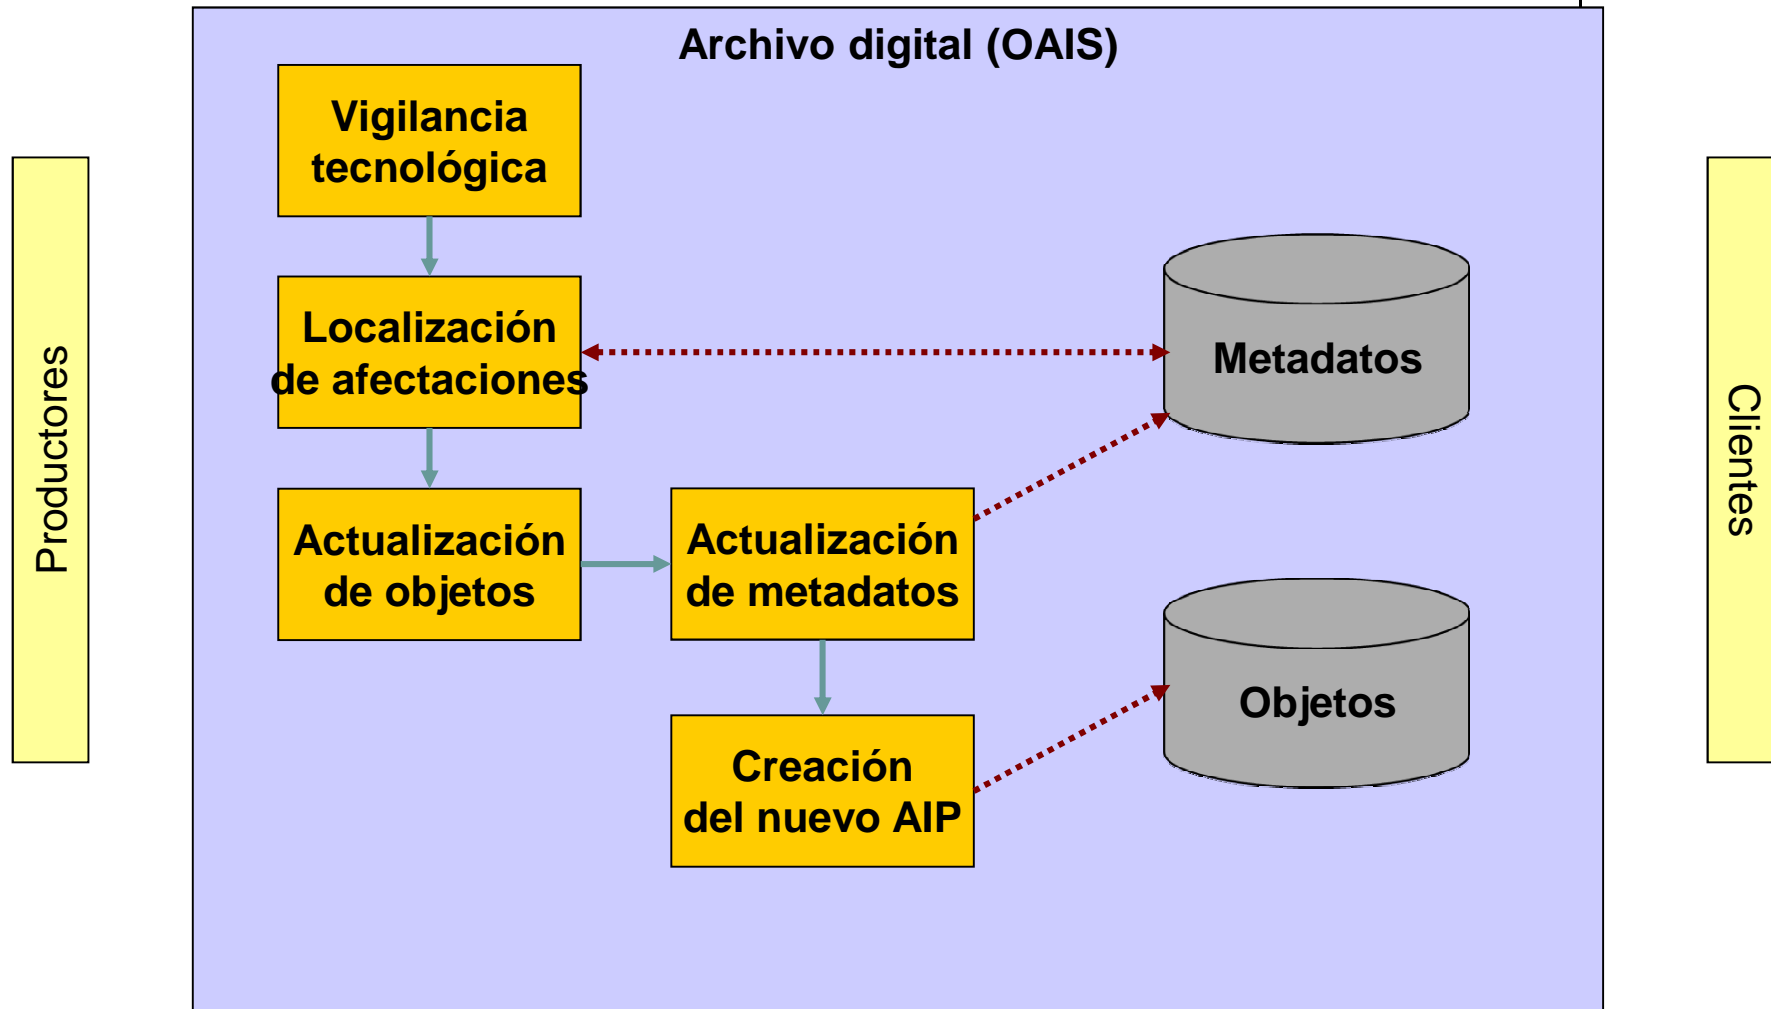 Archivo digital (OAIS)
Vigilancia
tecnológica
Localización
de afectaciones
Actualización
de objetos
Actualización
de metadatos
Creación
del nuevo AIP
Metadatos
Objetos
Productores
Clientes